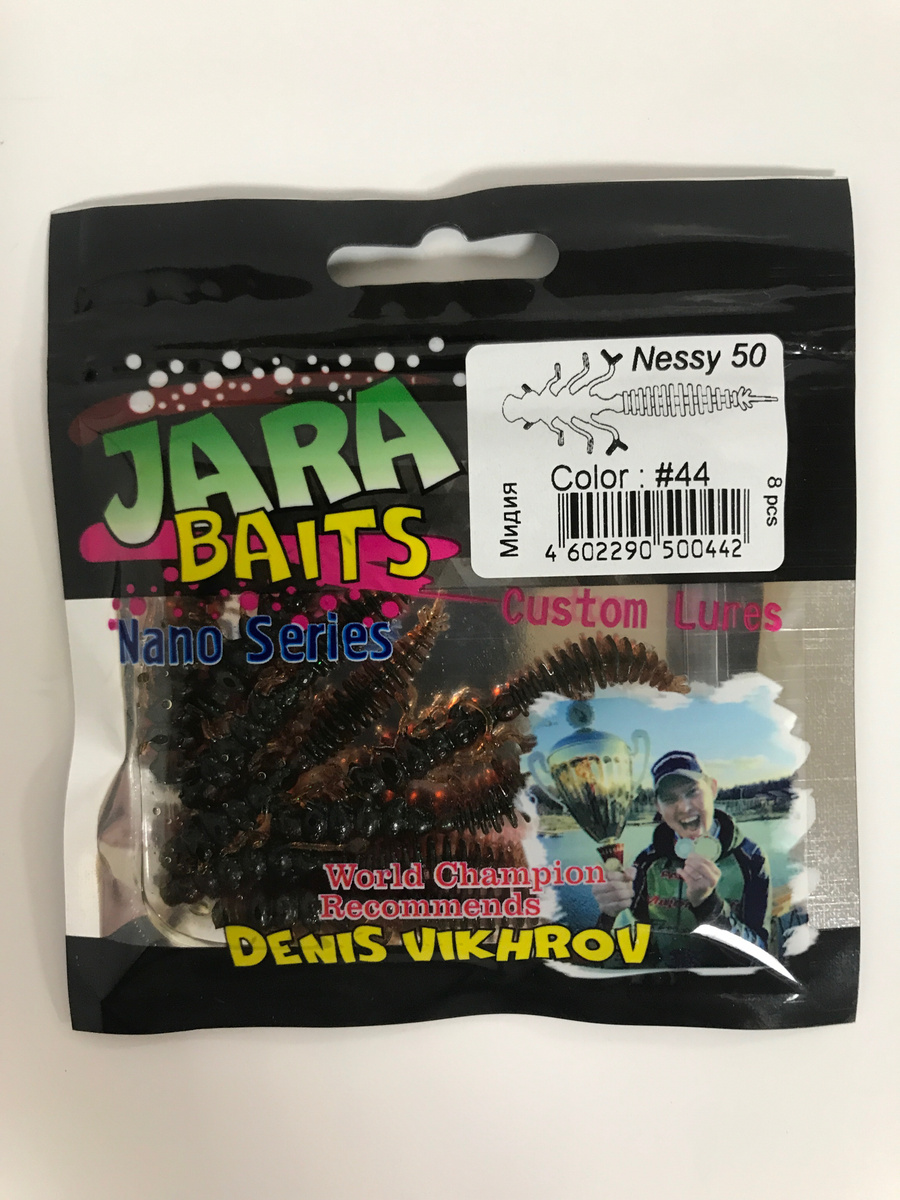 JARA
BAITS
Nano Series
Nessy 50
Color : #44
Мидия
8 pcs
4 602290 500442
Custom Lures
World Champion
Recommends
DENIS VIKHROV